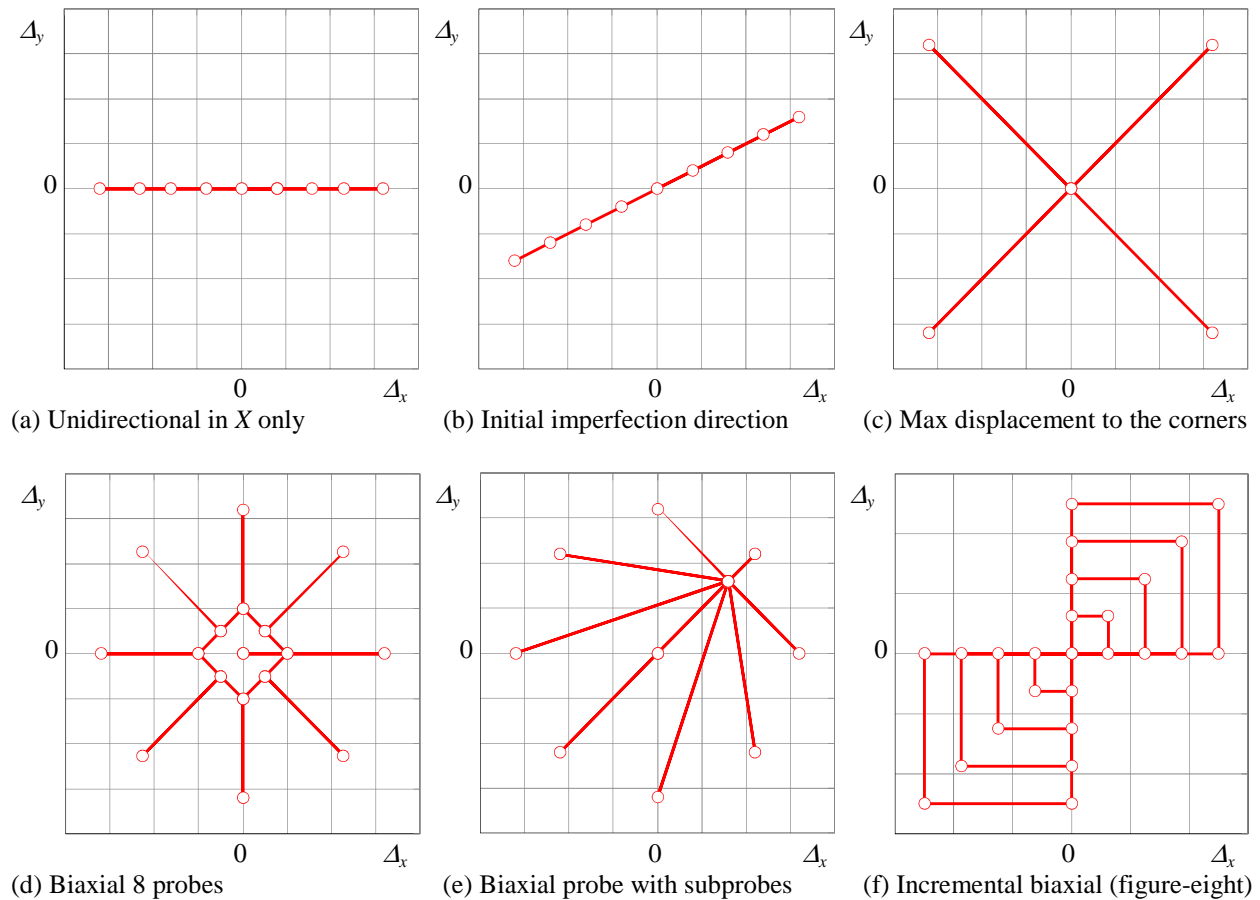 Δy Δy Δy
0 0 0
0 Δx 0 Δx 0 Δx
(a) Unidirectional in X only (b) Initial imperfection direction (c) Max displacement to the corners
Δy Δy Δy
0 0 0
0 Δx 0 Δx 0 Δx
(d) Biaxial 8 probes (e) Biaxial probe with subprobes (f) Incremental biaxial (figure-eight)